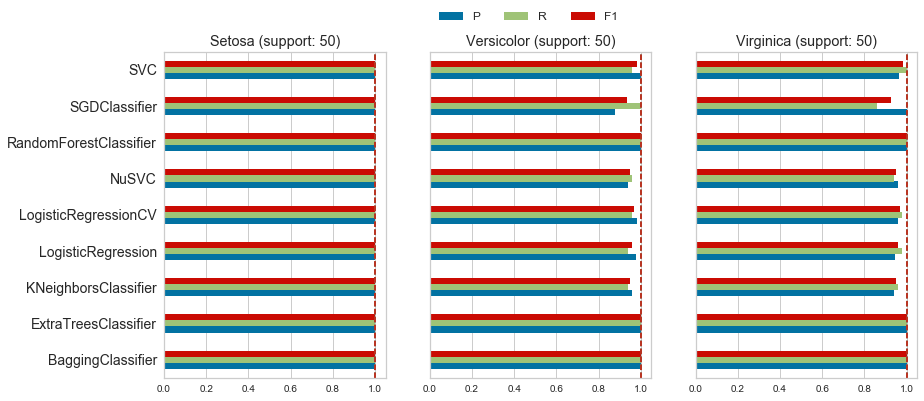 P R F1
Setosa (support: 50) Versicolor (support: 50) Virginica (support: 50)
SVC
SGDClassifier
RandomForestClassifier
NuSVC
LogisticRegressionCV
LogisticRegression
KNeighborsClassifier
ExtraTreesClassifier
BaggingClassifier
0.0 0.2 0.4 0.6 0.8 1.0 0.0 0.2 0.4 0.6 0.8 1.0 0.0 0.2 0.4 0.6 0.8 1.0